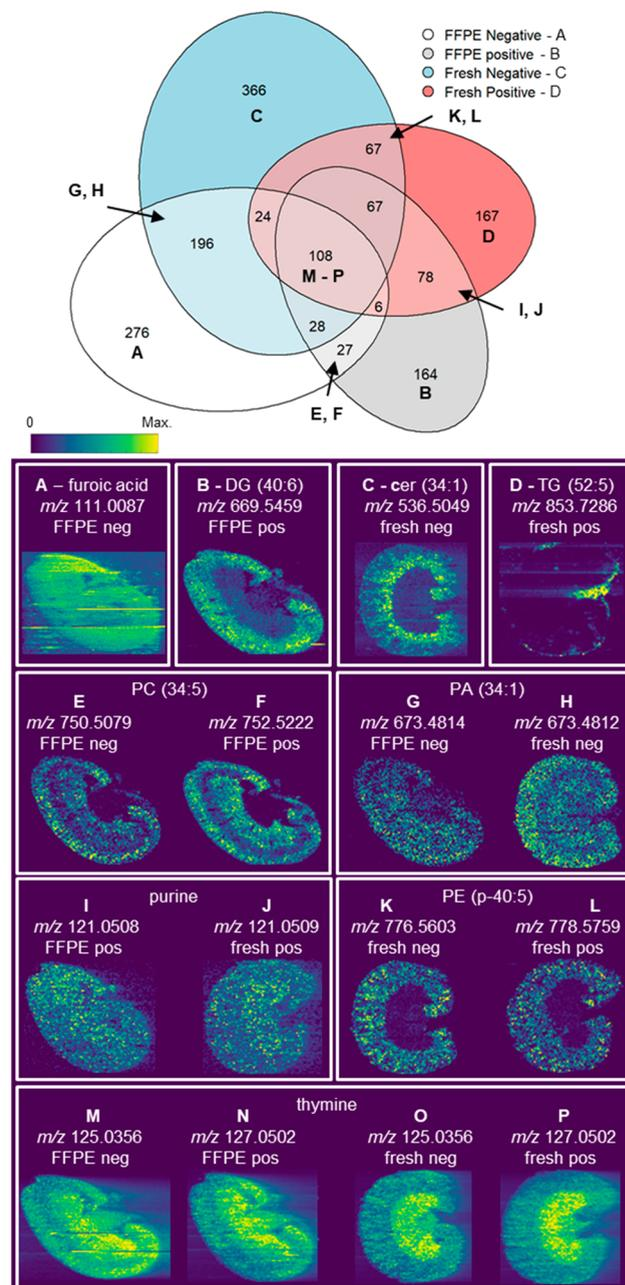 FFPE Negative - A
FFPE positive - B
Fresh Negative - C
Fresh Positive - D
366
C
K, L
67
G, H
24
67
167
D
196
108
M - P
78
6
I, J
276
A
28
27
164
B
E, F
0 Max.
A – furoic acid
m/z 111.0087
FFPE neg
B - DG (40:6)
m/z 669.5459
FFPE pos
C - cer (34:1)
m/z 536.5049
fresh neg
D - TG (52:5)
m/z 853.7286
fresh pos
PC (34:5)
E
m/z 750.5079
FFPE neg
F
m/z 752.5222
FFPE pos
PA (34:1)
G
m/z 673.4814
FFPE neg
H
m/z 673.4812
fresh neg
purine
I
m/z 121.0508
FFPE pos
J
m/z 121.0509
fresh pos
PE (p-40:5)
K
m/z 776.5603
fresh neg
L
m/z 778.5759
fresh pos
thymine
M
m/z 125.0356
FFPE neg
N
m/z 127.0502
FFPE pos
O
m/z 125.0356
fresh neg
P
m/z 127.0502
fresh pos